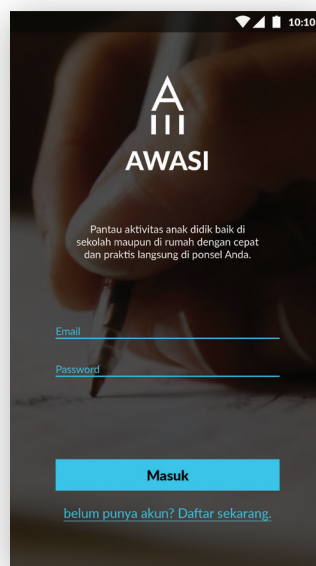 10:10
AWASI
Pantau aktivitas anak didik baik di
sekolah maupun di rumah dengan cepat
dan praktis langsung di ponsel Anda.
Email
Password
Masuk
belum punya akun? Daftar sekarang.